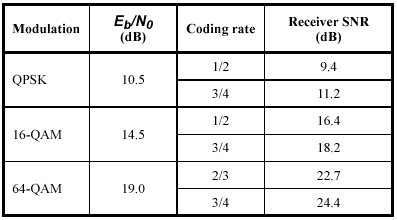 Modulation Eb/N0 (dB) Coding rate Receiver SNR (dB)
QPSK 10.5 1/2 9.4
3/4 11.2
16-QAM 14.5 1/2 16.4
3/4 18.2
64-QAM 19.0 2/3 22.7
3/4 24.4